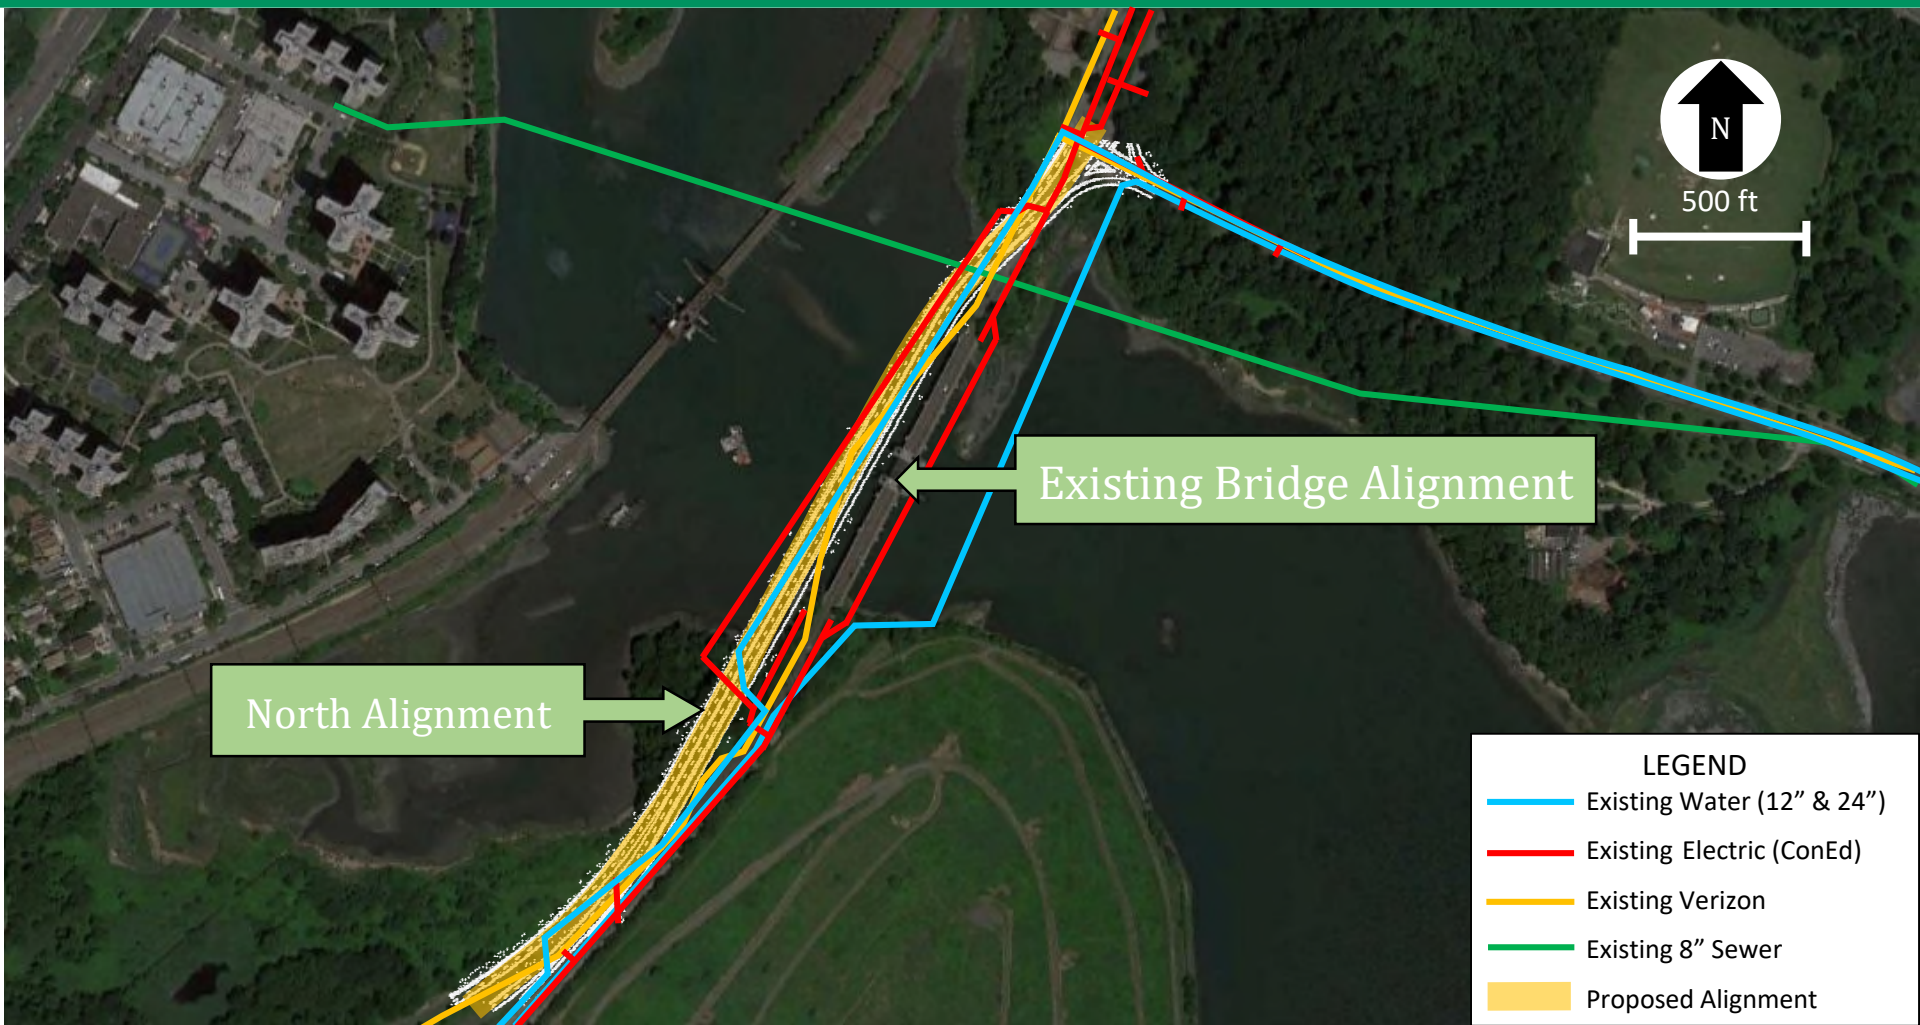 N
500 ft
Existing Bridge Alignment
North Alignment
LEGEND
Existing Water (12” & 24”)
Existing Electric (ConEd)
Existing Verizon
Existing 8” Sewer
Proposed Alignment